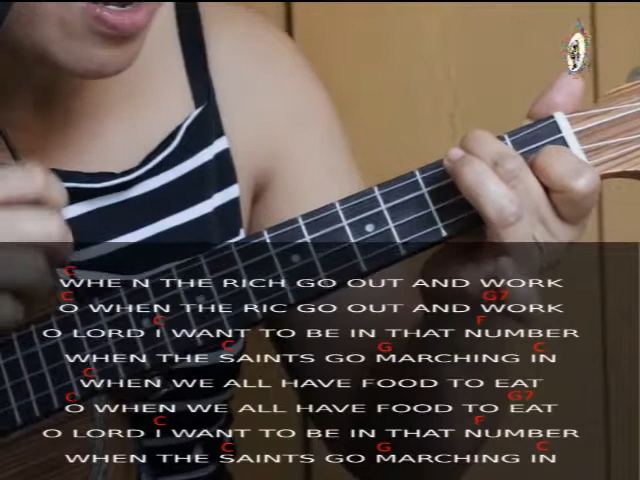 C
WHE N THE RICH GO OUT AND WORK
C G7
O WHEN THE RIC GO OUT AND WORK
C F
O LORD I WANT TO BE IN THAT NUMBER
C G C
WHEN THE SAINTS GO MARCHING IN
C
WHEN WE ALL HAVE FOOD TO EAT
C G7
O WHEN WE ALL HAVE FOOD TO EAT
C F
O LORD I WANT TO BE IN THAT NUMBER
C G C
WHEN THE SAINTS GO MARCHING IN